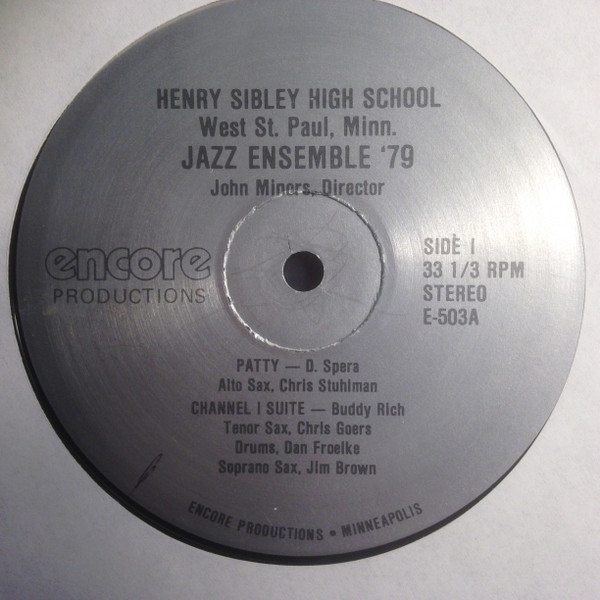 HENRY SIBLEY HIGH SCHOOL
West St. Paul, Minn.
JAZZ ENSEMBLE '79
John Minors, Director
encore
PRODUCTIONS
SIDE I
33 1/3 RPM
STEREO
E-503A
PATTY — D. Spera
Alto Sax, Chris Stuhlman
CHANNEL I SUITE — Buddy Rich
Tenor Sax, Chris Goers
Drums, Dan Froelke
Soprano Sax, Jim Brown
ENCORE PRODUCTIONS • MINNEAPOLIS